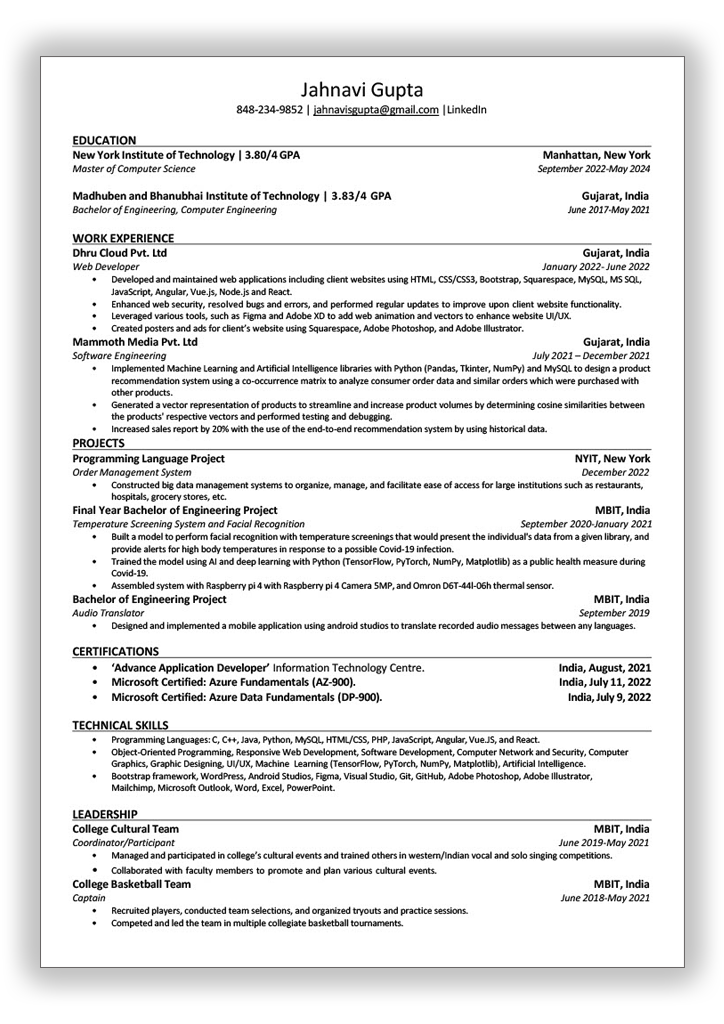 Jahnavi Gupta
848-234-9852 | jahnavisgupta@gmail.com |LinkedIn
EDUCATION
New York Institute of Technology | 3.80/4 GPA Manhattan, New York
Master of Computer Science September 2022-May 2024
Madhuben and Bhanubhai Institute of Technology | 3.83/4 GPA Gujarat, India
Bachelor of Engineering, Computer Engineering June 2017-May 2021
WORK EXPERIENCE
Dhru Cloud Pvt. Ltd Gujarat, India
Web Developer January 2022- June 2022
• Developed and maintained web applications including client websites using HTML, CSS/CSS3, Bootstrap, Squarespace, MySQL, MS SQL,
JavaScript, Angular, Vue.js, Node.js and React.
• Enhanced web security, resolved bugs and errors, and performed regular updates to improve upon client website functionality.
• Leveraged various tools, such as Figma and Adobe XD to add web animation and vectors to enhance website UI/UX.
• Created posters and ads for client's website using Squarespace, Adobe Photoshop, and Adobe Illustrator.
Mammoth Media Pvt. Ltd Gujarat, India
Software Engineering July 2021 – December 2021
• Implemented Machine Learning and Artificial Intelligence libraries with Python (Pandas, Tkinter, NumPy) and MySQL to design a product
recommendation system using a co-occurrence matrix to analyze consumer order data and similar orders which were purchased with
other products.
• Generated a vector representation of products to streamline and increase product volumes by determining cosine similarities between
the products' respective vectors and performed testing and debugging.
• Increased sales report by 20% with the use of the end-to-end recommendation system by using historical data.
PROJECTS
Programming Language Project NYIT, New York
Order Management System December 2022
• Constructed big data management systems to organize, manage, and facilitate ease of access for large institutions such as restaurants,
hospitals, grocery stores, etc.
Final Year Bachelor of Engineering Project MBIT, India
Temperature Screening System and Facial Recognition September 2020-January 2021
• Built a model to perform facial recognition with temperature screenings that would present the individual's data from a given library, and
provide alerts for high body temperatures in response to a possible Covid-19 infection.
• Trained the model using AI and deep learning with Python (TensorFlow, PyTorch, NumPy, Matplotlib) as a public health measure during
Covid-19.
• Assembled system with Raspberry pi 4 with Raspberry pi 4 Camera 5MP, and Omron D6T-44l-06h thermal sensor.
Bachelor of Engineering Project MBIT, India
Audio Translator September 2019
• Designed and implemented a mobile application using android studios to translate recorded audio messages between any languages.
CERTIFICATIONS
• 'Advance Application Developer' Information Technology Centre. India, August, 2021
• Microsoft Certified: Azure Fundamentals (AZ-900). India, July 11, 2022
• Microsoft Certified: Azure Data Fundamentals (DP-900). India, July 9, 2022
TECHNICAL SKILLS
• Programming Languages: C, C++, Java, Python, MySQL, HTML/CSS, PHP, JavaScript, Angular, Vue.JS, and React.
• Object-Oriented Programming, Responsive Web Development, Software Development, Computer Network and Security, Computer
Graphics, Graphic Designing, UI/UX, Machine Learning (TensorFlow, PyTorch, NumPy, Matplotlib), Artificial Intelligence.
• Bootstrap framework, WordPress, Android Studios, Figma, Visual Studio, Git, GitHub, Adobe Photoshop, Adobe Illustrator,
Mailchimp, Microsoft Outlook, Word, Excel, PowerPoint.
LEADERSHIP
College Cultural Team MBIT, India
Coordinator/Participant June 2019-May 2021
• Managed and participated in college's cultural events and trained others in western/Indian vocal and solo singing competitions.
• Collaborated with faculty members to promote and plan various cultural events.
College Basketball Team MBIT, India
Captain June 2018-May 2021
• Recruited players, conducted team selections, and organized tryouts and practice sessions.
• Competed and led the team in multiple collegiate basketball tournaments.